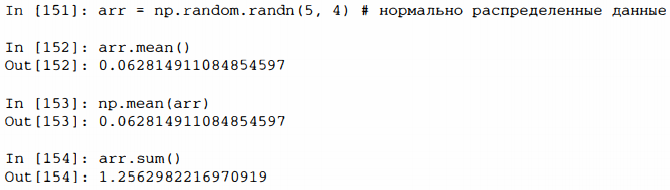 In [151]: arr = np.random.randn(5, 4) # нормально распределенные данные
In [152]: arr.mean()
Out[152]: 0.062814911084854597
In [153]: np.mean(arr)
Out[153]: 0.062814911084854597
In [154]: arr.sum()
Out[154]: 1.2562982216970919